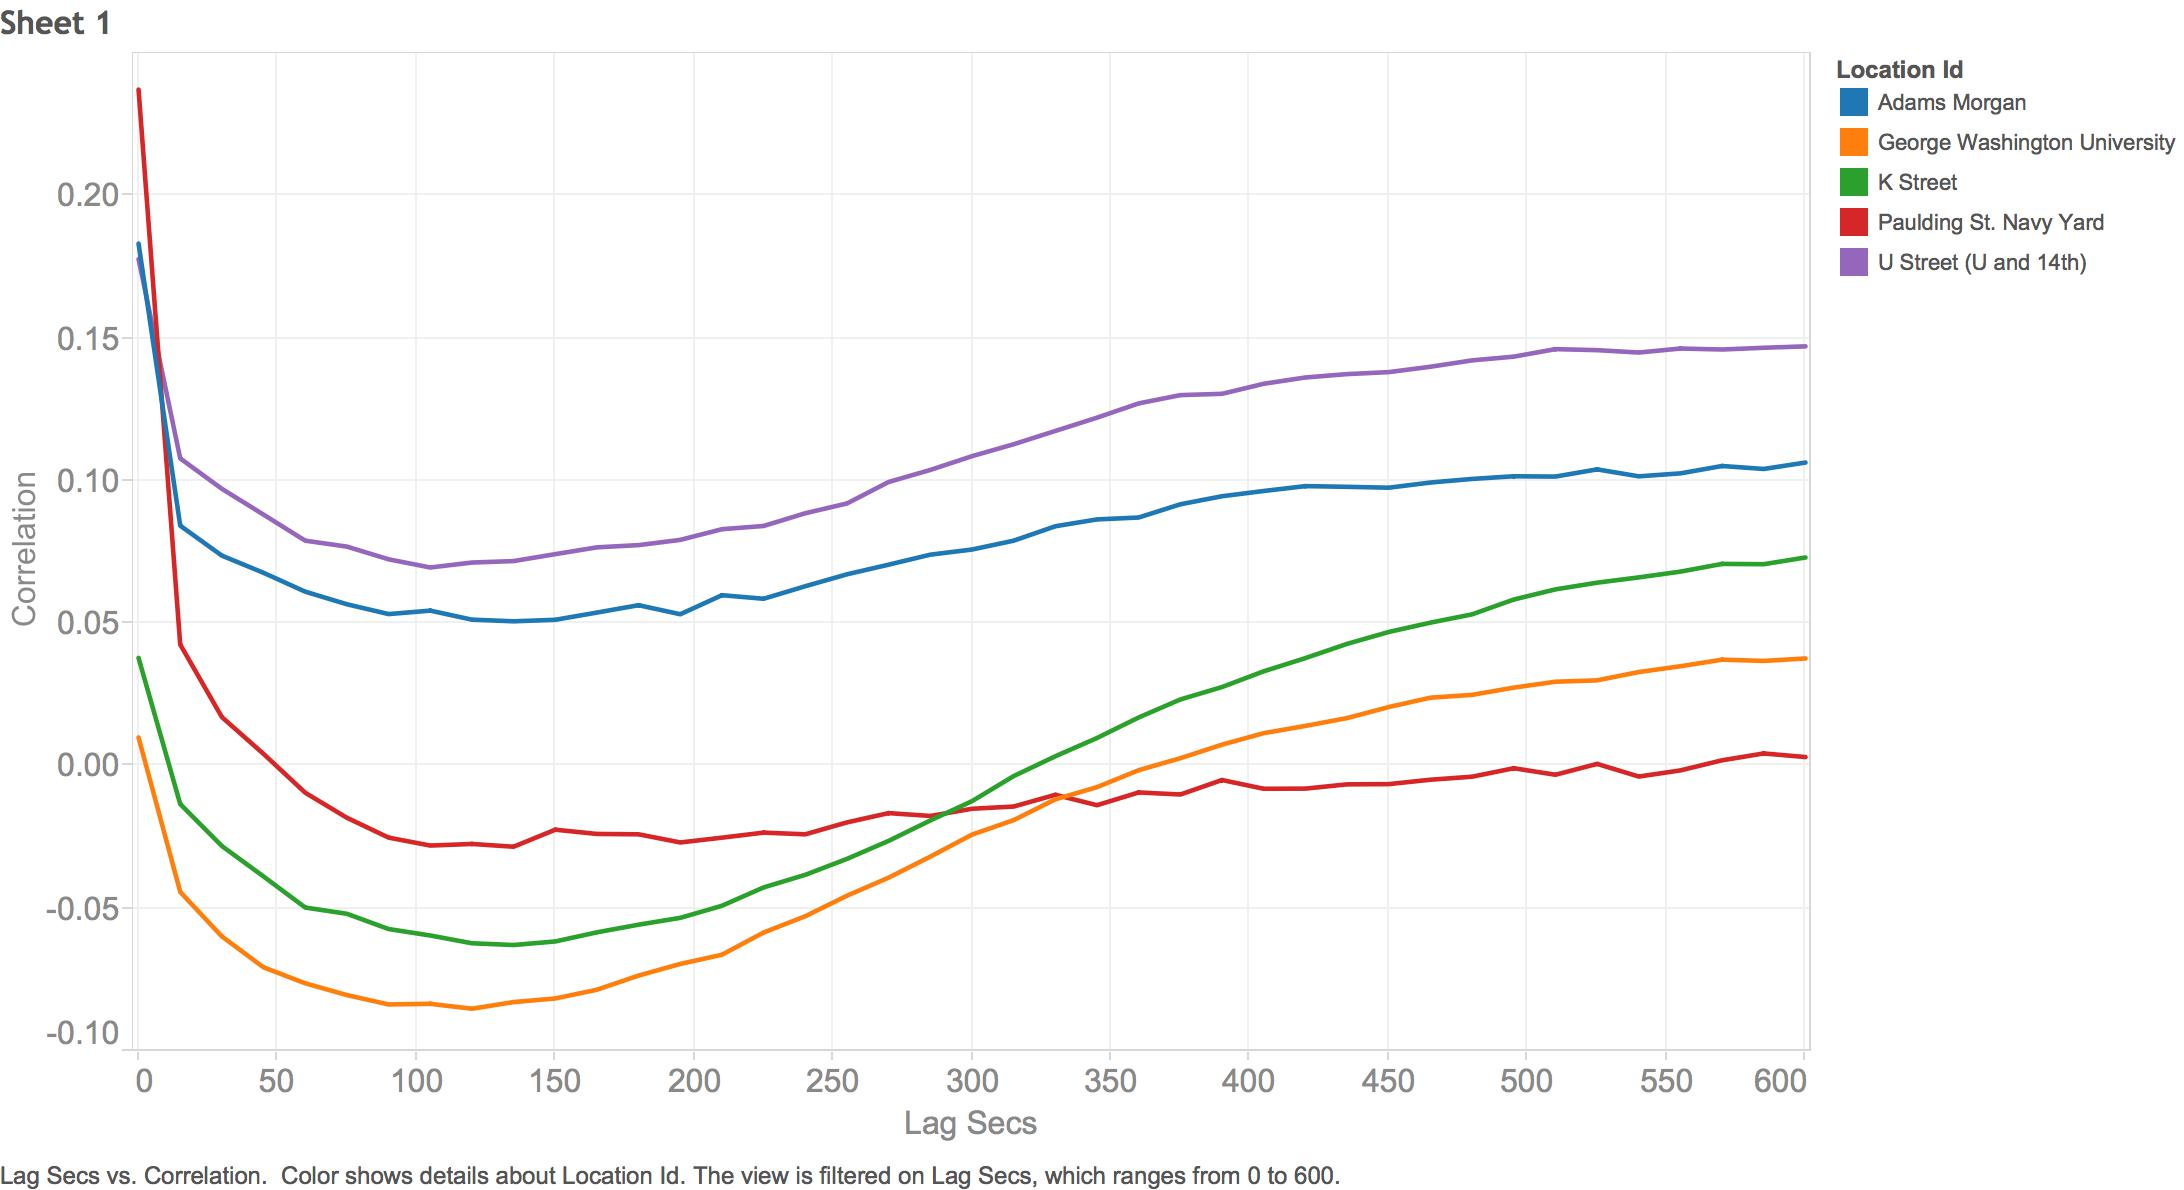 Sheet 1
Location Id
Adams Morgan
George Washington University
K Street
Paulding St. Navy Yard
U Street (U and 14th)
Correlation
0.20
0.15
0.10
0.05
0.00
-0.05
-0.10
0 50 100 150 200 250 300 350 400 450 500 550 600
Lag Secs
Lag Secs vs. Correlation.  Color shows details about Location Id. The view is filtered on Lag Secs, which ranges from 0 to 600.